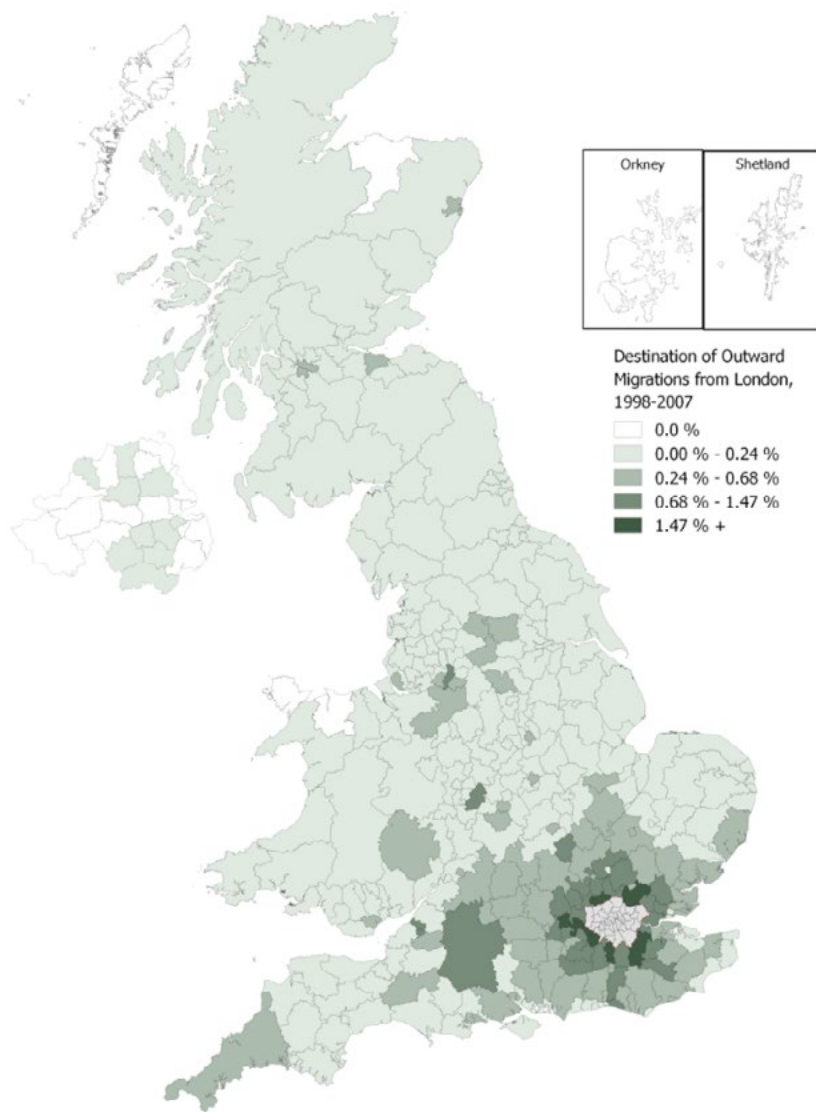 Orkney
Shetland
Destination of Outward
Migrations from London,
1998-2007
0.0 %
0.00 % - 0.24 %
0.24 % - 0.68 %
0.68 % - 1.47 %
1.47 % +